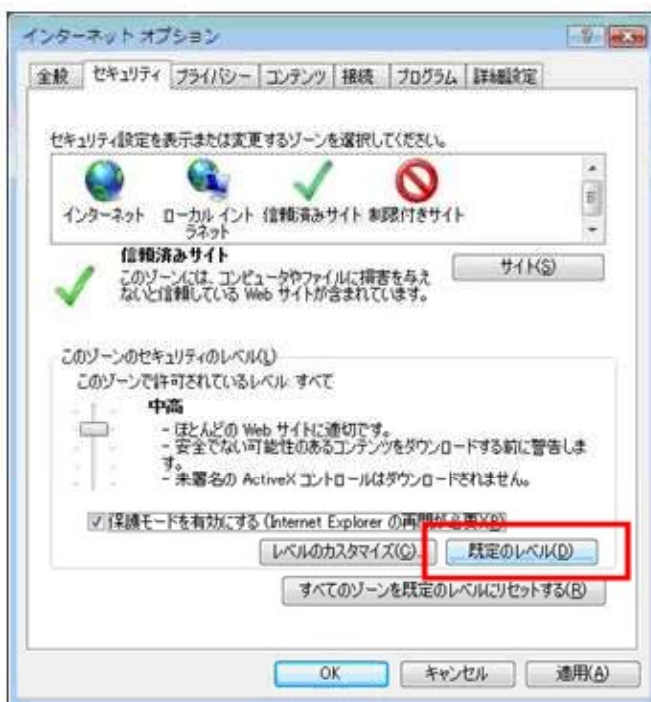 インターネット オプション
全般 セキュリティ プライバシー コンテンツ 接続 プログラム 詳細設定
セキュリティ設定を表示または変更するゾーンを選択してください。
インターネット ローカル イント 信頼済みサイト 制限付きサイト
ラネット
信頼済みサイト
このゾーンには、コンピュータやファイルに損害を与え
ないと信頼している Web サイトが含まれています。
サイト(S)
このゾーンのセキュリティのレベル(L)
このゾーンで許可されているレベル: すべて
中高
- ほとんどの Web サイトに適切です。
- 安全でない可能性のあるコンテンツをダウンロードする前に警告しま
す。
- 未署名の ActiveX コントロールはダウンロードされません。
保護モードを有効にする (Internet Explorer の再開が必要)(P)
レベルのカスタマイズ(C)... 既定のレベル(D)
すべてのゾーンを既定のレベルにリセットする(R)
OK キャンセル 適用(A)